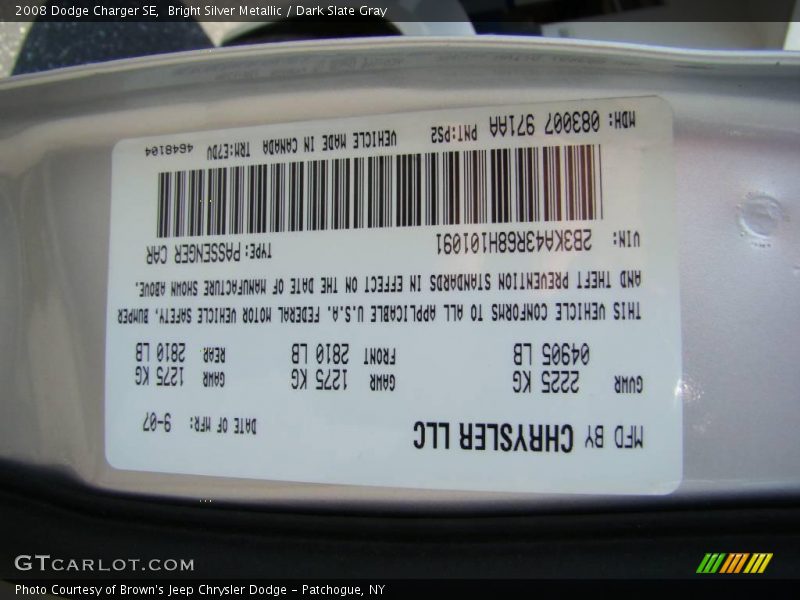 2008 Dodge Charger SE,  Bright Silver Metallic / Dark Slate Gray
MFD BY CHRYSLER LLC DATE OF MFR: 9-07
GVWR 2225 KG GAWR 1275 KG GAWR 1275 KG
04905 LB FRONT 2810 LB REAR 2810 LB
THIS VEHICLE CONFORMS TO ALL APPLICABLE U.S.A. FEDERAL MOTOR VEHICLE SAFETY, BUMPER
AND THEFT PREVENTION STANDARDS IN EFFECT ON THE DATE OF MANUFACTURE SHOWN ABOVE.
VIN: 2B3KA43R68H101091 TYPE: PASSENGER CAR
MDH: 083007 971AA PNT:PS2 VEHICLE MADE IN CANADA TRM:E7DV 4648104
GTCARLOT.COM
Photo Courtesy of Brown's Jeep Chrysler Dodge - Patchogue, NY